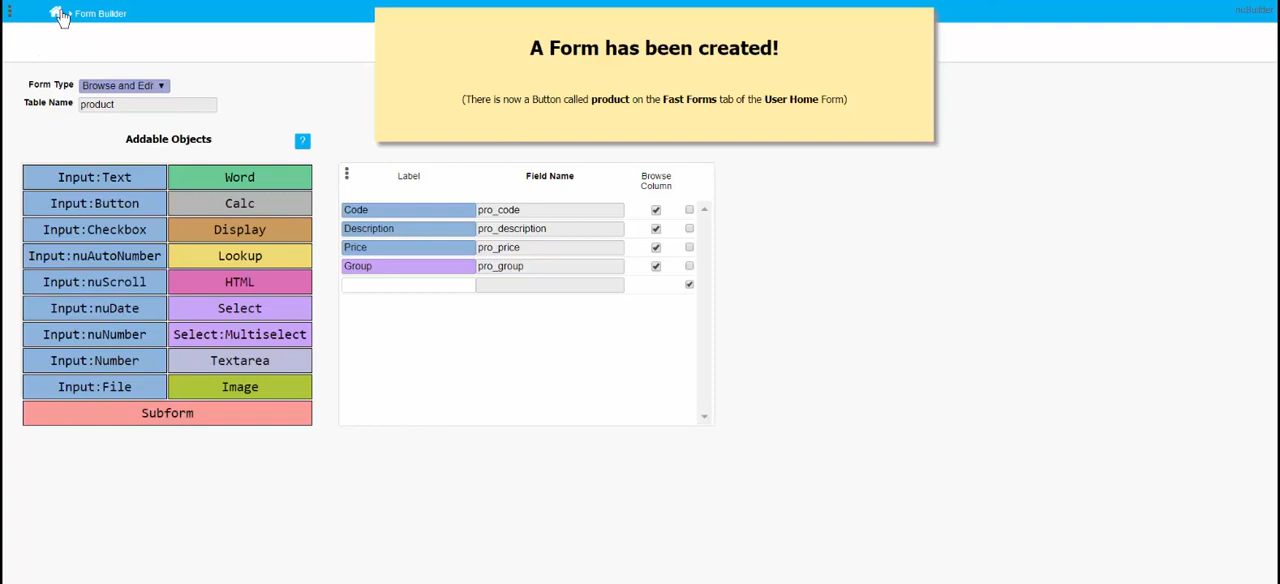 Form Builder
nuBuilder
A Form has been created!
(There is now a Button called product on the Fast Forms tab of the User Home Form)
Form Type Browse and Edi
Table Name product
Addable Objects ?
Input:Text Word
Input:Button Calc
Input:Checkbox Display
Input:nuAutoNumber Lookup
Input:nuScroll HTML
Input:nuDate Select
Input:nuNumber Select:Multiselect
Input:Number Textarea
Input:File Image
Subform
Label Field Name Browse
Column
Code pro_code
Description pro_description
Price pro_price
Group pro_group